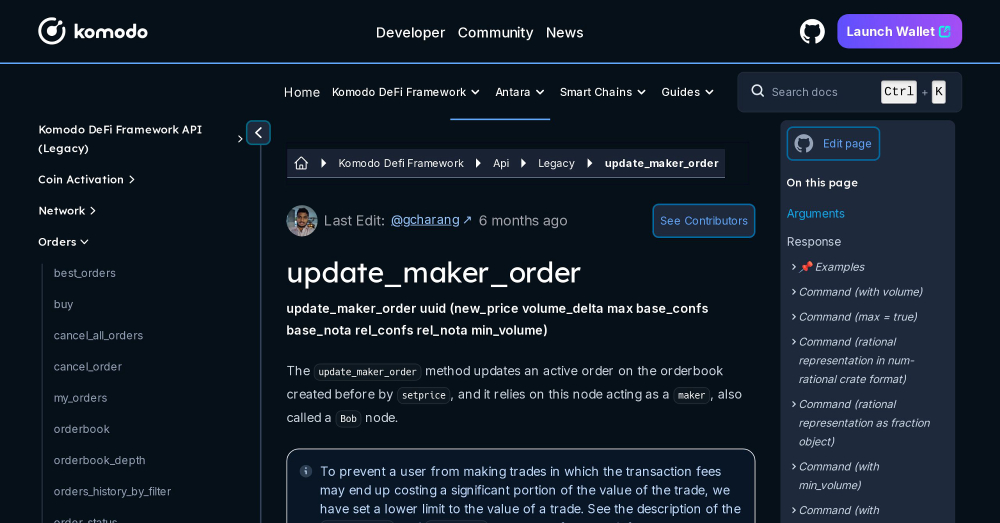 komodo
Developer Community News
Launch Wallet
Home Komodo DeFi Framework Antara Smart Chains Guides
Search docs Ctrl + K
Komodo DeFi Framework API
(Legacy)
Coin Activation
Network
Orders
best_orders
buy
cancel_all_orders
cancel_order
my_orders
orderbook
orderbook_depth
orders_history_by_filter
Komodo Defi Framework Api Legacy update_maker_order
Last Edit: @gcharang ↗ 6 months ago
See Contributors
update_maker_order
update_maker_order uuid (new_price volume_delta max base_confs
base_nota rel_confs rel_nota min_volume)
The update_maker_order method updates an active order on the orderbook
created before by setprice, and it relies on this node acting as a maker, also
called a Bob node.
To prevent a user from making trades in which the transaction fees
may end up costing a significant portion of the value of the trade, we
have set a lower limit to the value of a trade. See the description of the
Edit page
On this page
Arguments
Response
📌 Examples
Command (with volume)
Command (max = true)
Command (rational
representation in num-
rational crate format)
Command (rational
representation as fraction
object)
Command (with
min_volume)
Command (with